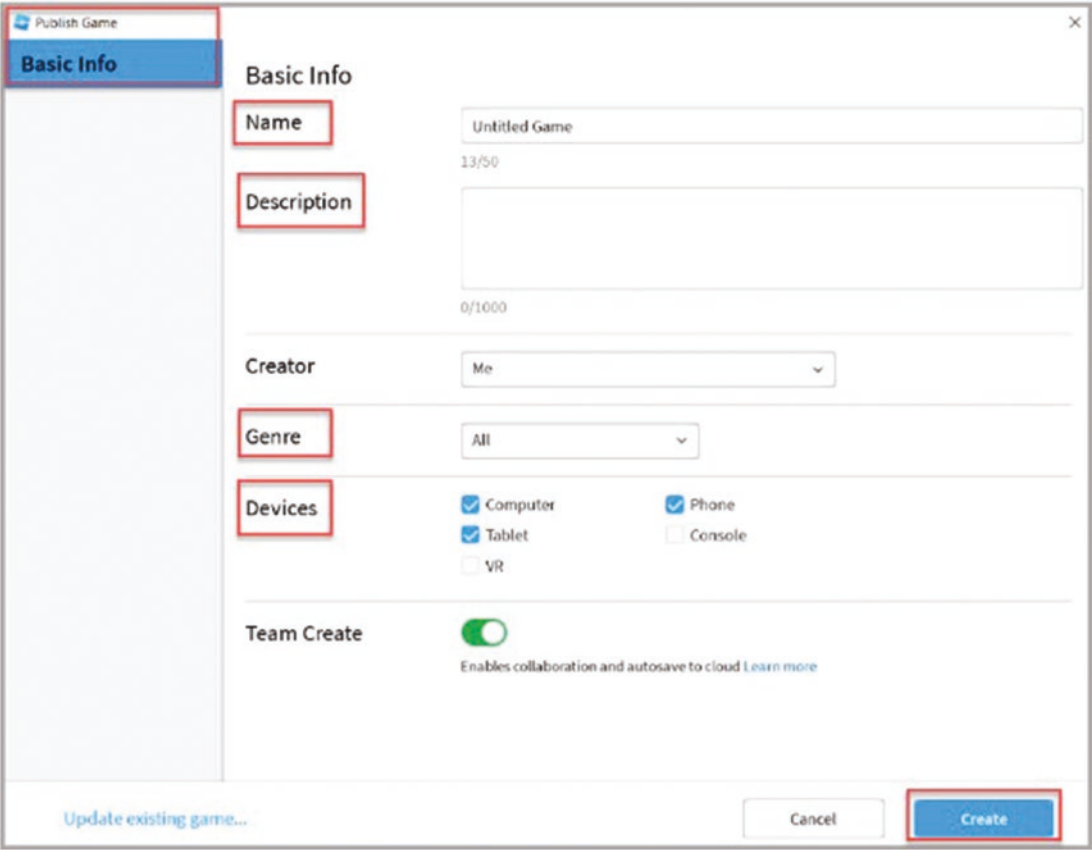 Publish Game
Basic Info
Basic Info
Name
Untitled Game
13/50
Description
0/1000
Creator
Me
Genre
All
Devices
Computer
Phone
Tablet
Console
VR
Team Create
Enables collaboration and autosave to cloud Learn more
Update existing game...
Cancel
Create